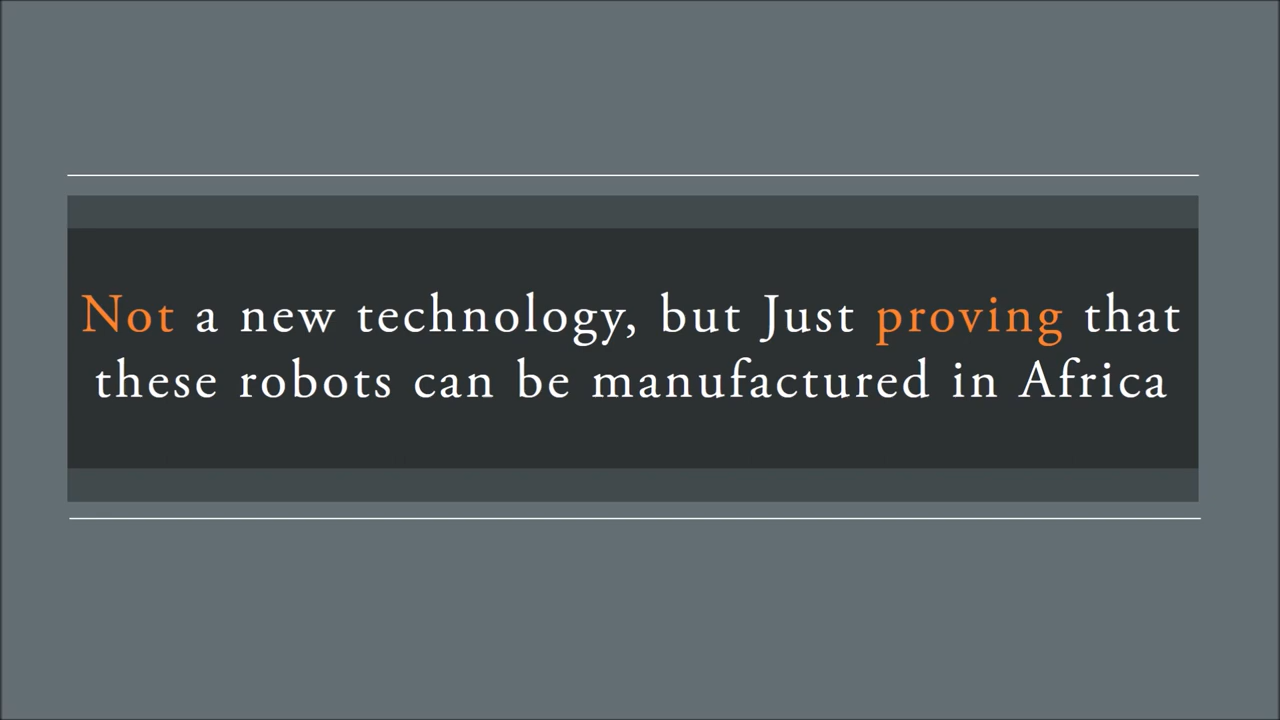 Not a new technology, but Just proving that
these robots can be manufactured in Africa